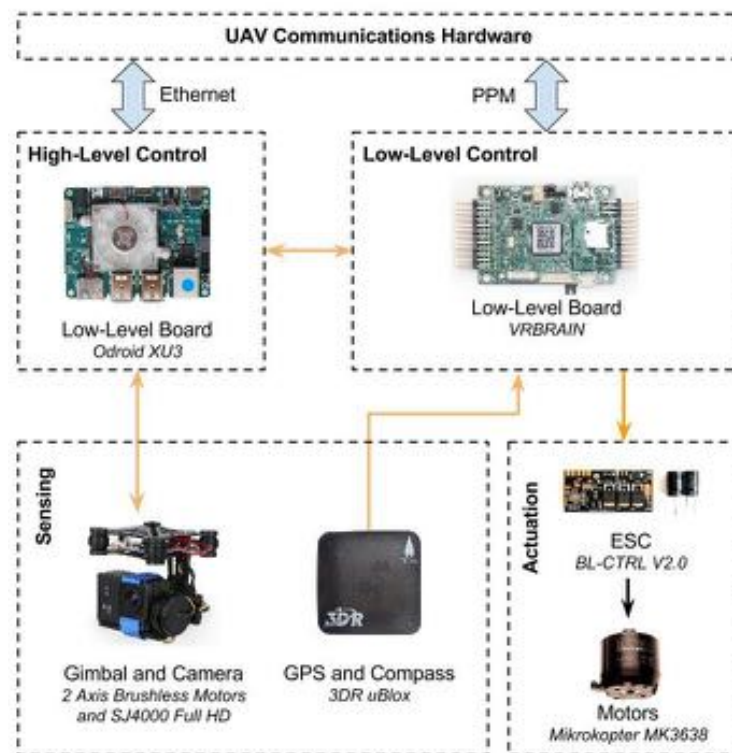 UAV Communications Hardware
Ethernet
PPM
High-Level Control
Low-Level Control
Low-Level Board
Odroid XU3
Low-Level Board
VRBRAIN
Sensing
Actuation
3DR
Gimbal and Camera
2 Axis Brushless Motors
and SJ4000 Full HD
GPS and Compass
3DR uBlox
ESC
BL-CTRL V2.0
Motors
Mikrokopter MK3638